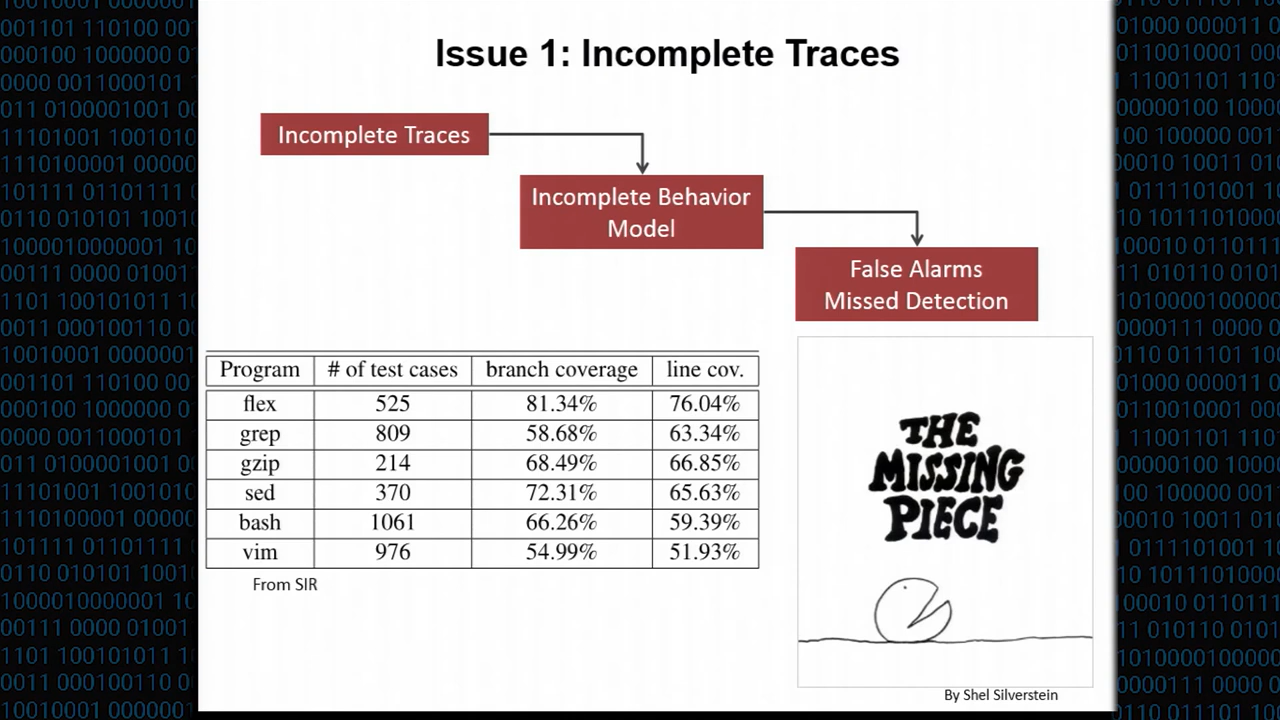 Issue 1: Incomplete Traces
Incomplete Traces
Incomplete Behavior
Model
False Alarms
Missed Detection
Program # of test cases branch coverage line cov.
flex 525 81.34% 76.04%
grep 809 58.68% 63.34%
gzip 214 68.49% 66.85%
sed 370 72.31% 65.63%
bash 1061 66.26% 59.39%
vim 976 54.99% 51.93%
From SIR
THE
MISSING
PIECE
By Shel Silverstein